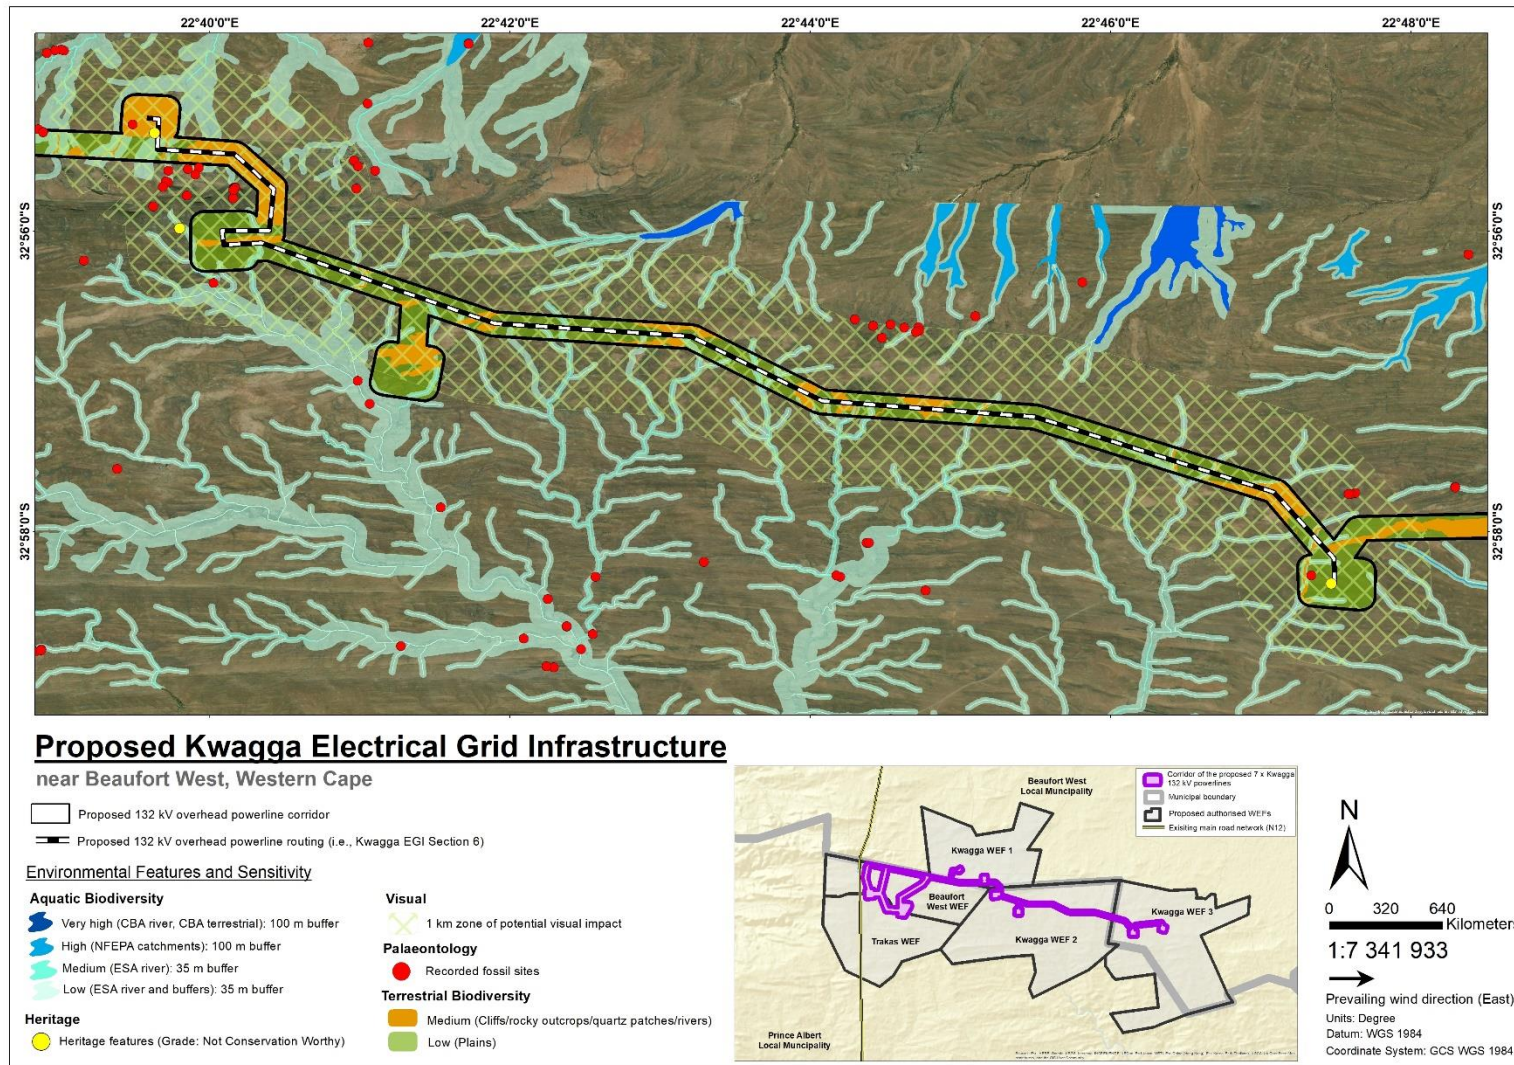 22°40'0"E
22°42'0"E
22°44'0"E
22°46'0"E
22°48'0"E
32°56'0"S
32°56'0"S
32°58'0"S
32°58'0"S
Proposed Kwagga Electrical Grid Infrastructure
near Beaufort West, Western Cape
Proposed 132 kV overhead powerline corridor
Proposed 132 kV overhead powerline routing (i.e., Kwagga EGI Section 6)
Environmental Features and Sensitivity
Aquatic Biodiversity
Very high (CBA river, CBA terrestrial): 100 m buffer
High (NFEPA catchments): 100 m buffer
Medium (ESA river): 35 m buffer
Low (ESA river and buffers): 35 m buffer
Heritage
Heritage features (Grade: Not Conservation Worthy)
Visual
1 km zone of potential visual impact
Palaeontology
Recorded fossil sites
Terrestrial Biodiversity
Medium (Cliffs/rocky outcrops/quartz patches/rivers)
Low (Plains)
Beaufort West
Local Muncipality
Corridor of the proposed 7 x Kwagga
132 kV powerlines
Municipal boundary
Proposed authorised WEFs
Exisiting main road network (N12)
Kwagga WEF 1
Beaufort
West WEF
Trakas WEF
Kwagga WEF 2
Kwagga WEF 3
Prince Albert
Local Muncipality
N
0 320 640
Kilometers
1:7 341 933
Prevailing wind direction (East)
Units: Degree
Datum: WGS 1984
Coordinate System: GCS WGS 1984